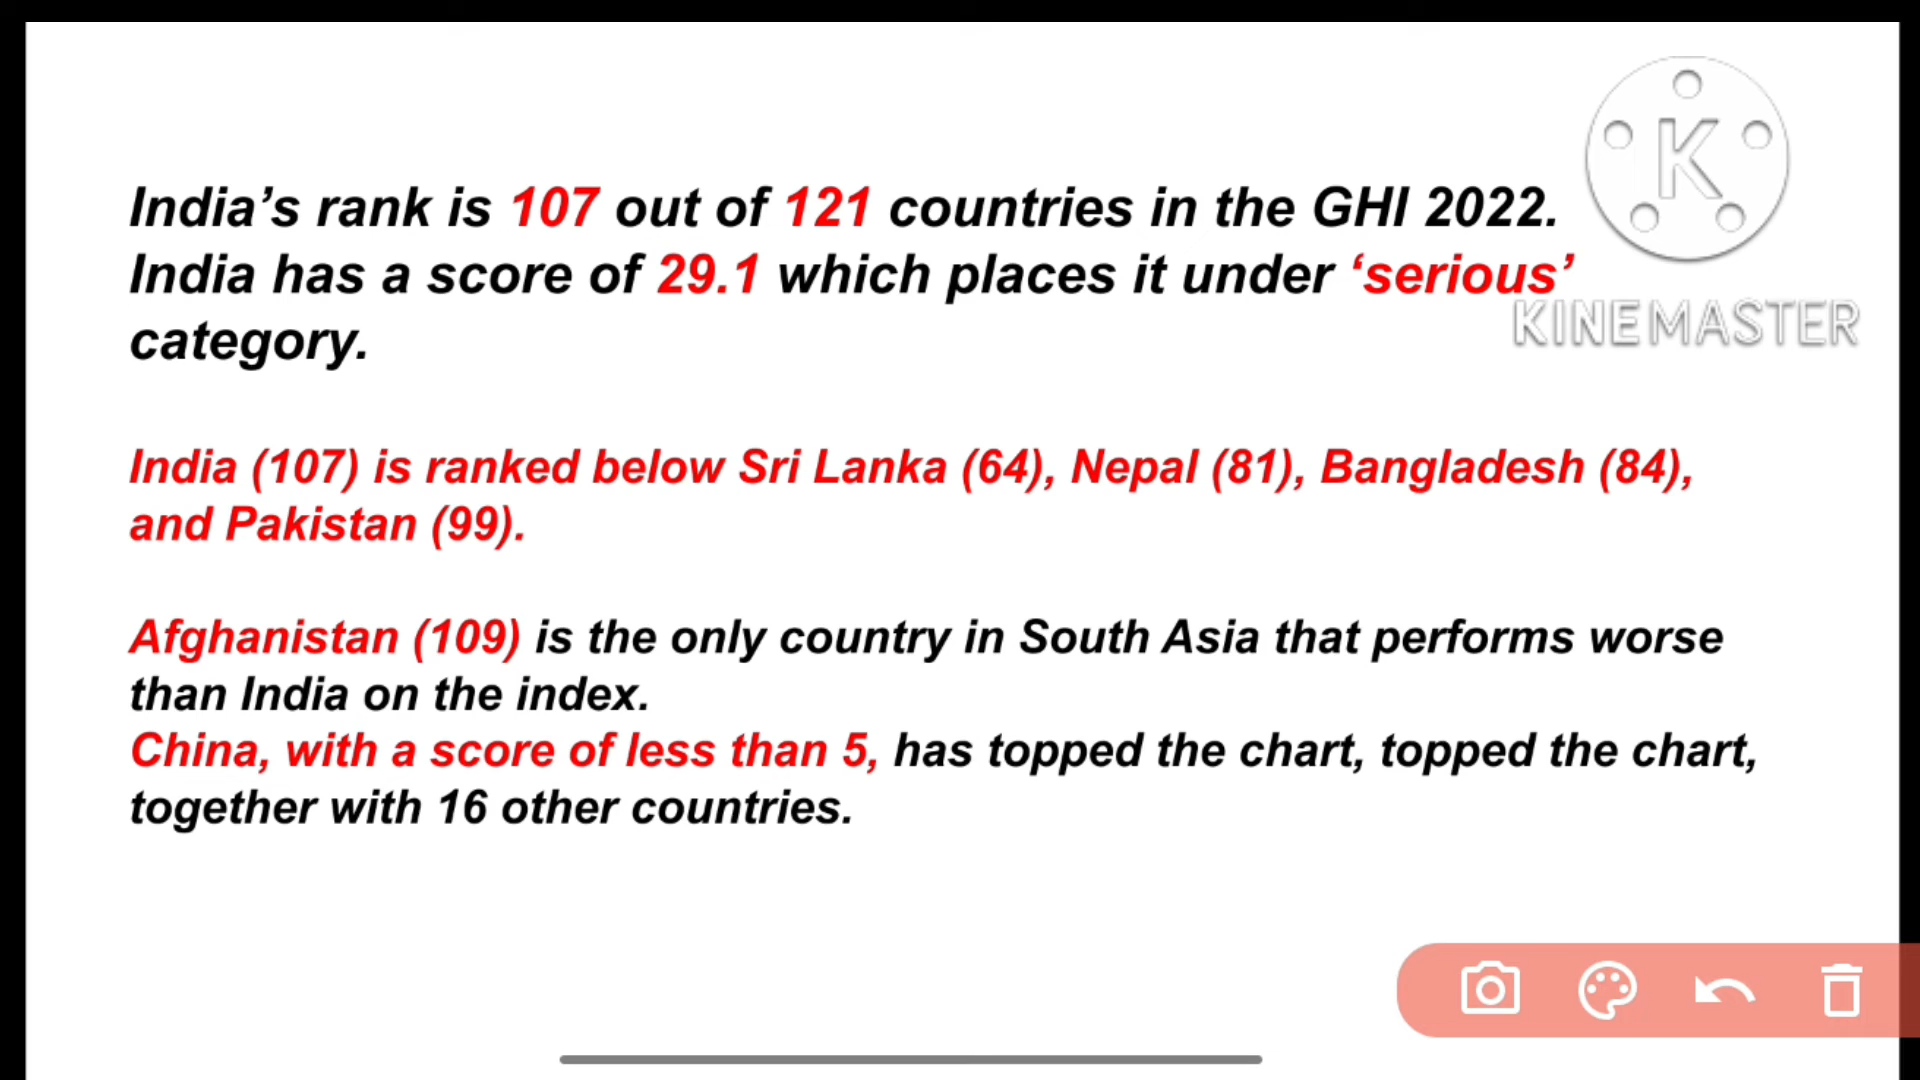 India’s rank is 107 out of 121 countries in the GHI 2022.
India has a score of 29.1 which places it under ‘serious’
category.
India (107) is ranked below Sri Lanka (64), Nepal (81), Bangladesh (84),
and Pakistan (99).
Afghanistan (109) is the only country in South Asia that performs worse
than India on the index.
China, with a score of less than 5, has topped the chart, topped the chart,
together with 16 other countries.
K
KINEMASTER